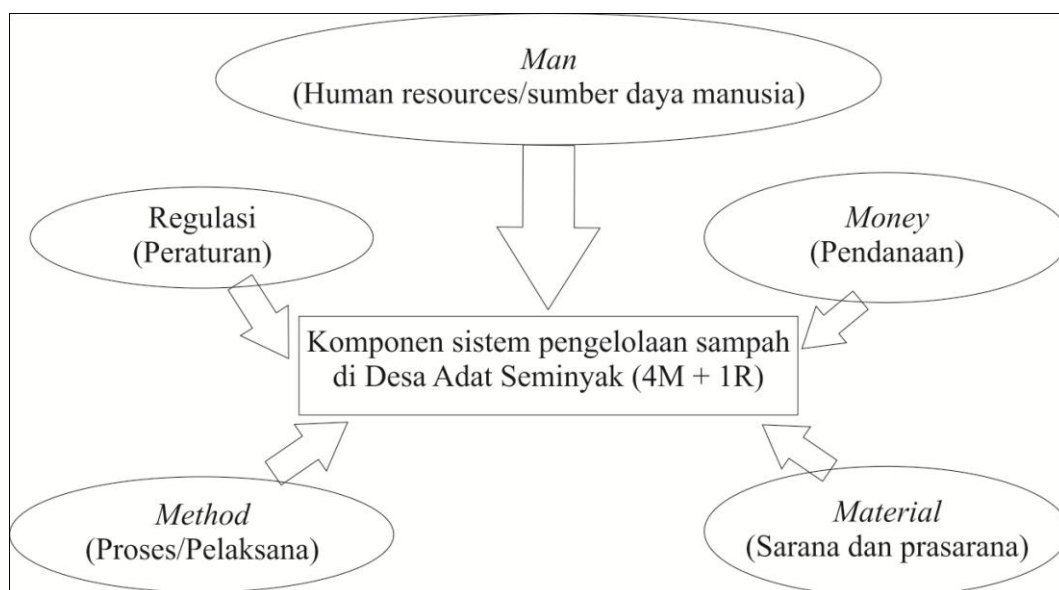 Man
(Human resources/sumber daya manusia)
Regulasi
(Peraturan)
Money
(Pendanaan)
Komponen sistem pengelolaan sampah
di Desa Adat Seminyak (4M + 1R)
Method
(Proses/Pelaksana)
Material
(Sarana dan prasarana)